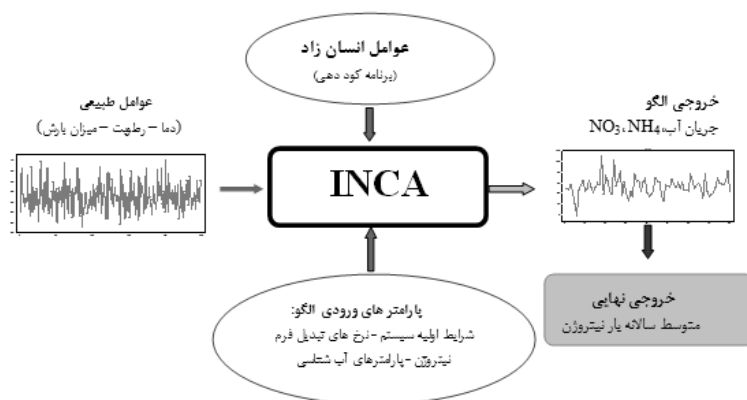 عوامل انسان زاد
(برنامه کود دهی)
عوامل طبیعی
(دما – رطوبت – میزان بارش)
INCA
خروجی الگو
جریان آب، NO3، NH4
پارامتر های ورودی الگو:
شرایط اولیه سیستم – نرخ های تبدیل فرم
نیتروژن – پارامترهای آب شناسی
خروجی نهایی
متوسط سالانه بار نیتروژن